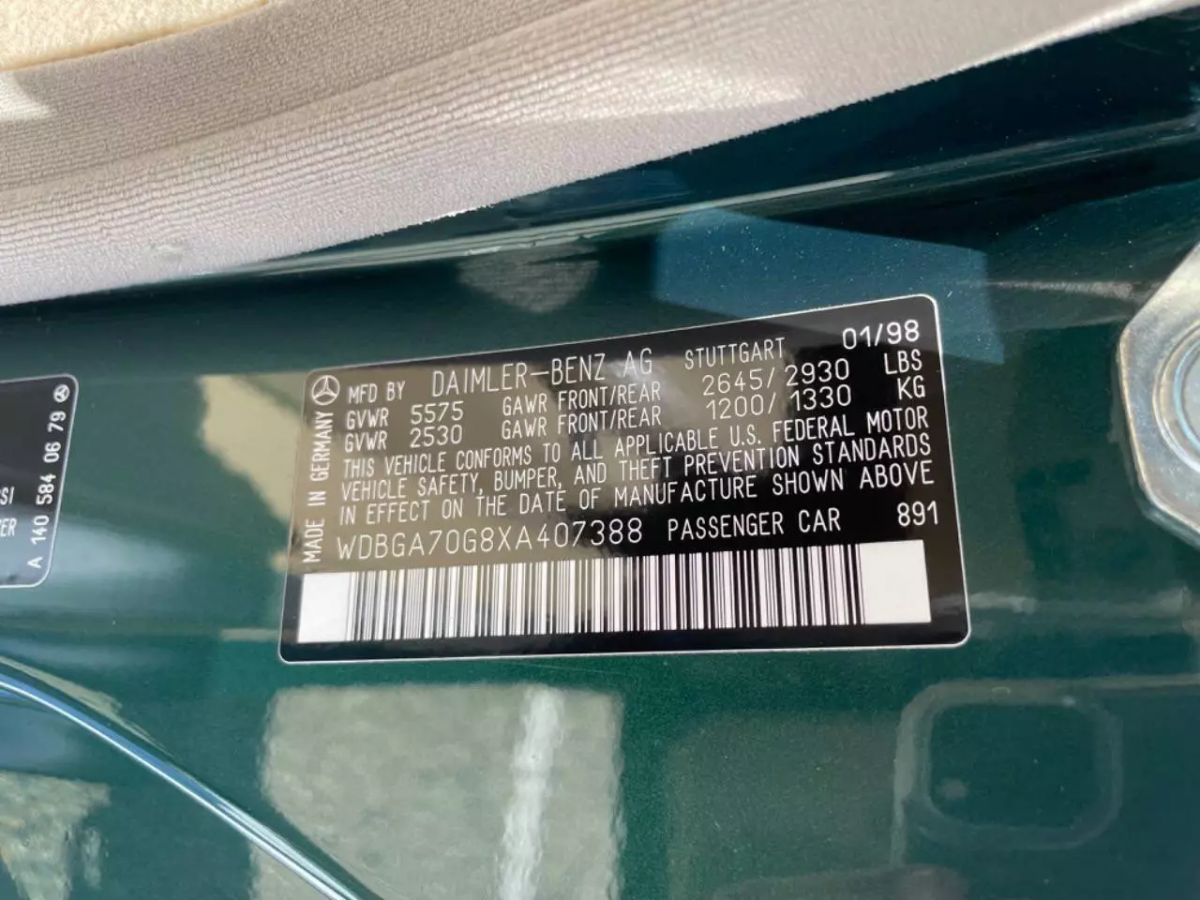 MFD BY DAIMLER-BENZ AG STUTTGART 01/98
GVWR 5575 GAWR FRONT/REAR 2645/2930 LBS
GVWR 2530 GAWR FRONT/REAR 1200/1330 KG
THIS VEHICLE CONFORMS TO ALL APPLICABLE U.S. FEDERAL MOTOR
VEHICLE SAFETY, BUMPER, AND THEFT PREVENTION STANDARDS
IN EFFECT ON THE DATE OF MANUFACTURE SHOWN ABOVE
WDBGA70G8XA407388 PASSENGER CAR 891
MADE IN GERMANY
A 140 584 06 79